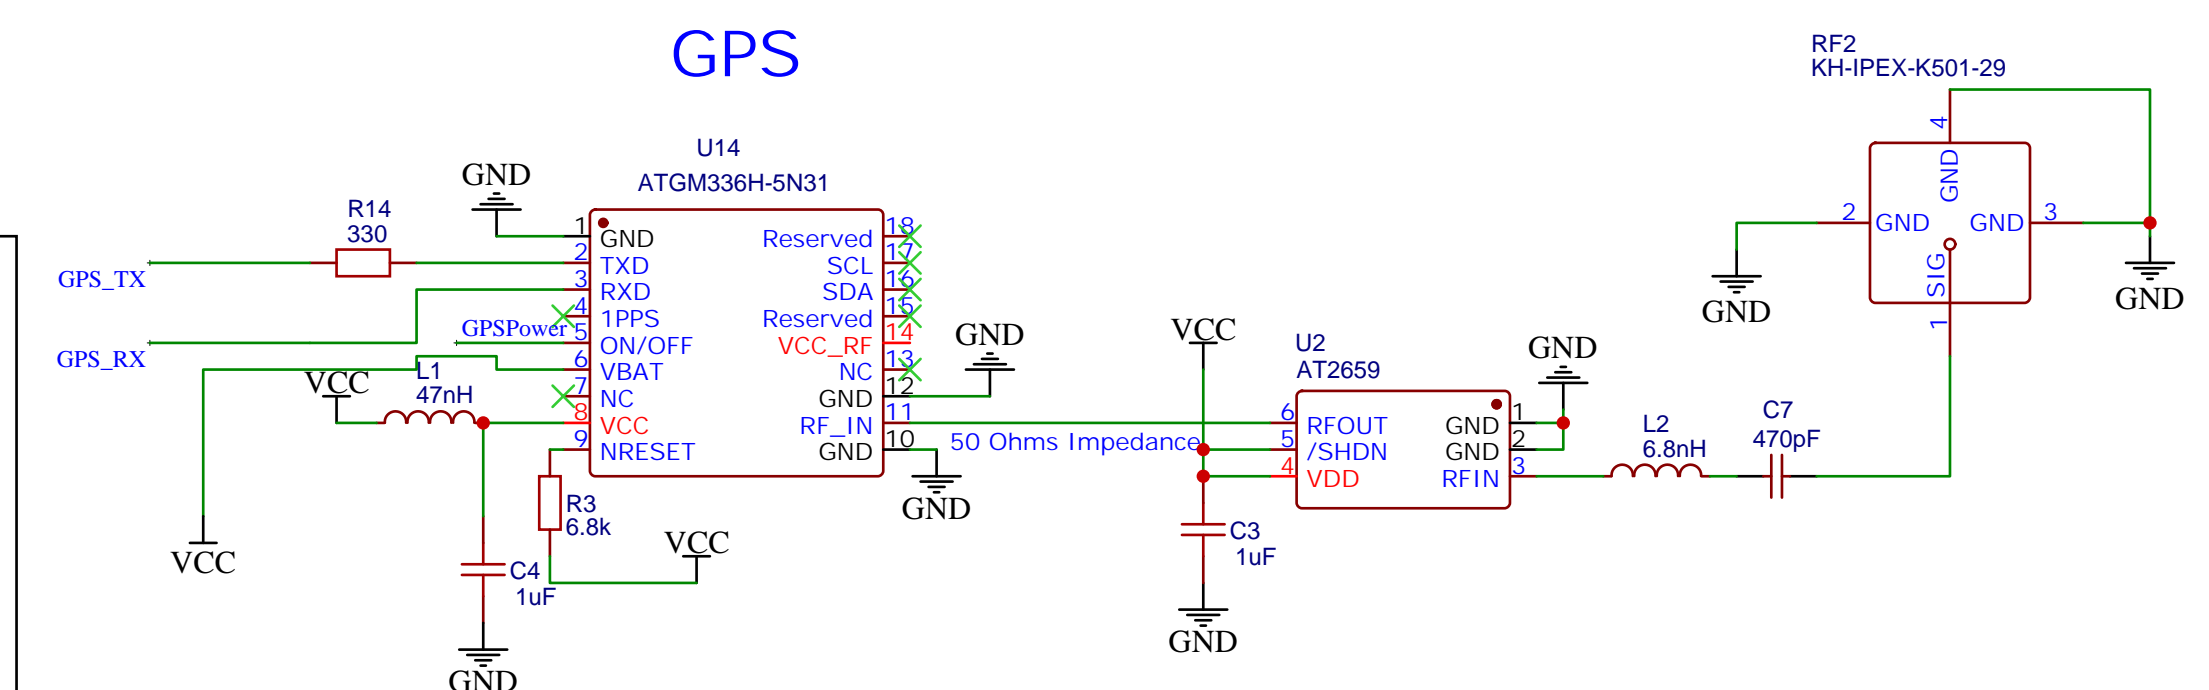 GPS
RF2
KH-IPEX-K501-29
U14
ATGM336H-5N31
GND
R14
330
GPS_TX
GPS_RX
GPSPower
VCC
L1
47nH
1 GND
2 TXD
3 RXD
4 1PPS
5 ON/OFF
6 VBAT
7 NC
8 VCC
9 NRESET
Reserved 18
SCL 17
SDA 16
Reserved 15
VCC_RF 14
NC 13
GND 12
RF_IN 11
GND 10
GND
GND
50 Ohms Impedance
VCC
R3
6.8k
VCC
C4
1uF
GND
VCC
U2
AT2659
6 RFOUT
5 /SHDN
4 VDD
GND 1
GND 2
RFIN 3
GND
C3
1uF
GND
L2
6.8nH
C7
470pF
4
GND
2 GND
GND 3
SIG
1
GND
GND